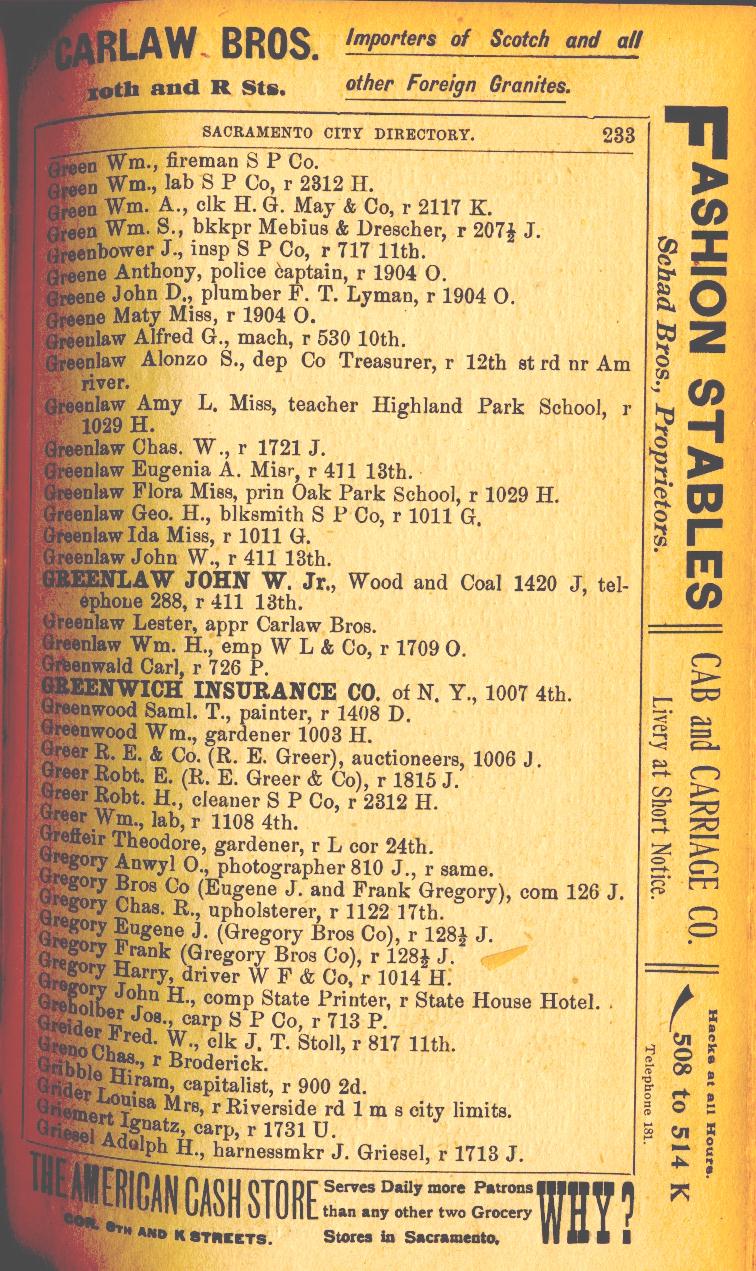 CARLAW BROS.
10th and R Sts.
Importers of Scotch and all
other Foreign Granites.
SACRAMENTO CITY DIRECTORY. 233
Green Wm., fireman S P Co.
Green Wm., lab S P Co, r 2312 H.
Green Wm. A., clk H. G. May & Co, r 2117 K.
Green Wm. S., bkkpr Mebius & Drescher, r 207½ J.
Greenbower J., insp S P Co, r 717 11th.
Greene Anthony, police captain, r 1904 O.
Greene John D., plumber F. T. Lyman, r 1904 O.
Greene Maty Miss, r 1904 O.
Greenlaw Alfred G., mach, r 530 10th.
Greenlaw Alonzo S., dep Co Treasurer, r 12th st rd nr Am
river.
Greenlaw Amy L. Miss, teacher Highland Park School, r
1029 H.
Greenlaw Chas. W., r 1721 J.
Greenlaw Eugenia A. Misr, r 411 13th.
Greenlaw Flora Miss, prin Oak Park School, r 1029 H.
Greenlaw Geo. H., blksmith S P Co, r 1011 G.
Greenlaw Ida Miss, r 1011 G.
Greenlaw John W., r 411 13th.
GREENLAW JOHN W. Jr., Wood and Coal 1420 J, tel-
ephone 288, r 411 13th.
Greenlaw Lester, appr Carlaw Bros.
Greenlaw Wm. H., emp W L & Co, r 1709 O.
Greenwald Carl, r 726 P.
GREENWICH INSURANCE CO. of N. Y., 1007 4th.
Greenwood Saml. T., painter, r 1408 D.
Greenwood Wm., gardener 1003 H.
Greer R. E. & Co. (R. E. Greer), auctioneers, 1006 J.
Greer Robt. E. (R. E. Greer & Co), r 1815 J.
Greer Robt. H., cleaner S P Co, r 2312 H.
Greer Wm., lab, r 1108 4th.
Greffeir Theodore, gardener, r L cor 24th.
Gregory Anwyl O., photographer 810 J., r same.
Gregory Bros Co (Eugene J. and Frank Gregory), com 126 J.
Gregory Chas. R., upholsterer, r 1122 17th.
Gregory Eugene J. (Gregory Bros Co), r 128½ J.
Gregory Frank (Gregory Bros Co), r 128½ J.
Gregory Harry, driver W F & Co, r 1014 H.
Gregory John H., comp State Printer, r State House Hotel.
Greholber Jos., carp S P Co, r 713 P.
Greider Fred. W., clk J. T. Stoll, r 817 11th.
Greno Chas., r Broderick.
Gribble Hiram, capitalist, r 900 2d.
Grider Louisa Mrs, r Riverside rd 1 m s city limits.
Griemert Ignatz, carp, r 1731 U.
Griesel Adolph H., harnessmkr J. Griesel, r 1713 J.
FASHION STABLES
Schad Bros., Proprietors.
CAB and CARRIAGE CO.
Livery at Short Notice.
Hacks at all Hours.
508 to 514 K
Telephone 181.
THE AMERICAN CASH STORE
COR. 8TH AND K STREETS.
Serves Daily more Patrons
than any other two Grocery
Stores in Sacramento.
WHY?